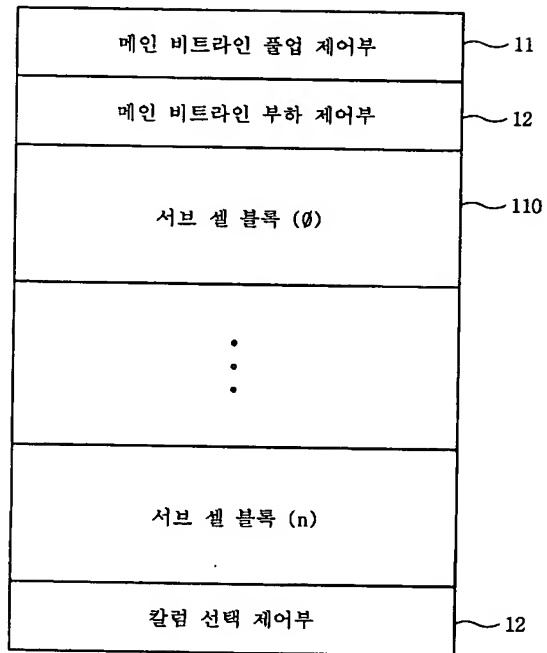 메인 비트라인 풀업 제어부
11
메인 비트라인 부하 제어부
12
서브 셀 블록 (0)
110
서브 셀 블록 (n)
칼럼 선택 제어부
12